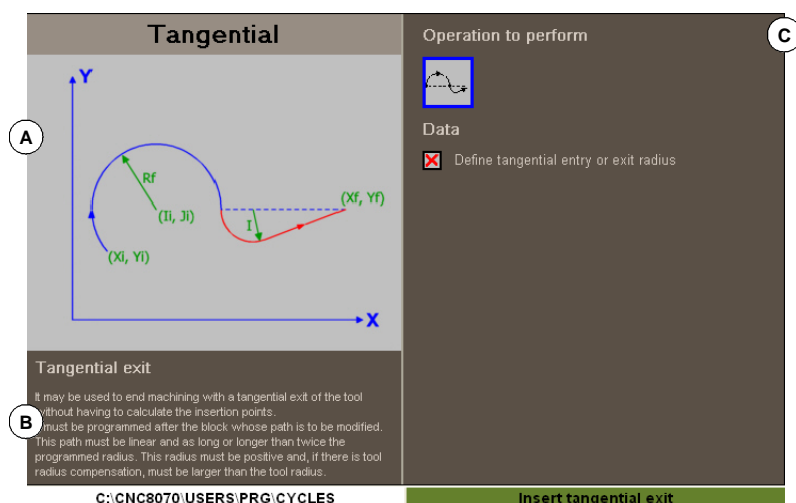 Tangential
Operation to perform
C
Y
A
Rf
(Ii, Ji)
(Xf, Yf)
I
(Xi, Yi)
X
Data
Define tangential entry or exit radius
Tangential exit
It may be used to end machining with a tangential exit of the tool
without having to calculate the insertion points.
B
must be programmed after the block whose path is to be modified.
This path must be linear and as long or longer than twice the
programmed radius. This radius must be positive and, if there is tool
radius compensation, must be larger than the tool radius.
C:\CNC8070\USERS\PRG\CYCLES
Insert tangential exit